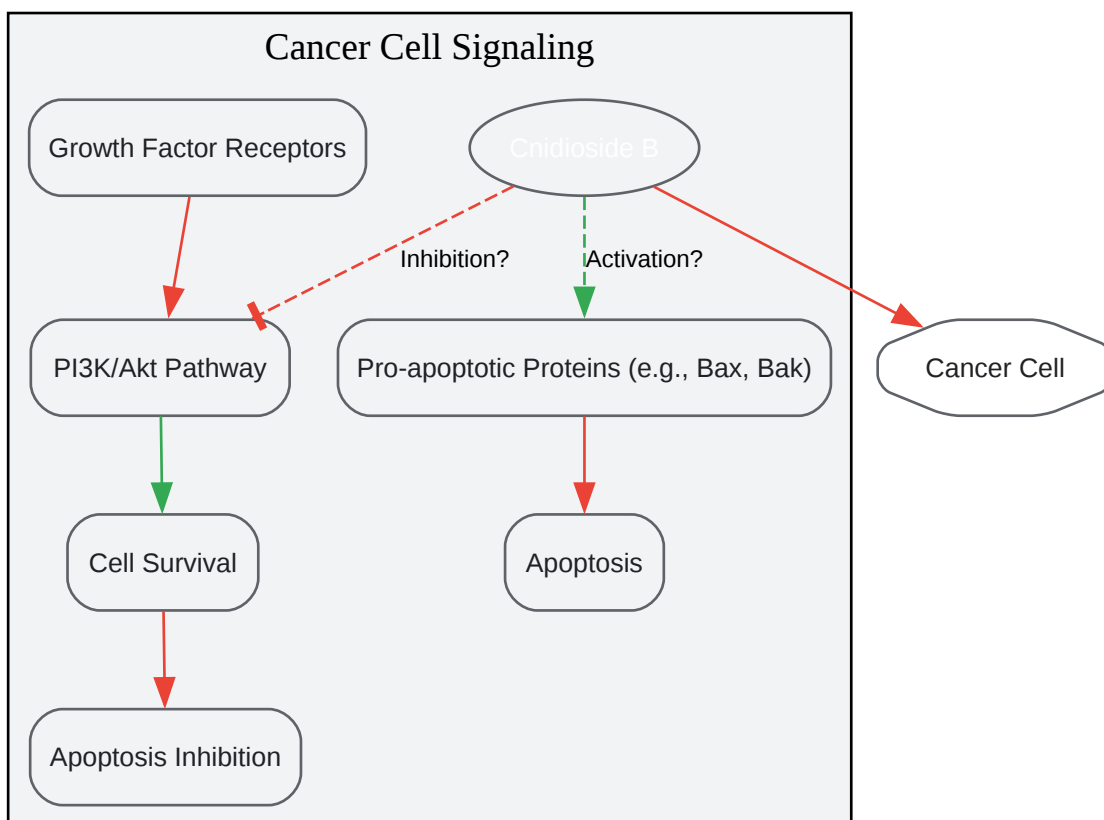 Cancer Cell Signaling
Growth Factor Receptors
Cnidioside B
Inhibition?
Activation?
PI3K/Akt Pathway
Pro-apoptotic Proteins (e.g., Bax, Bak)
Cancer Cell
Cell Survival
Apoptosis
Apoptosis Inhibition